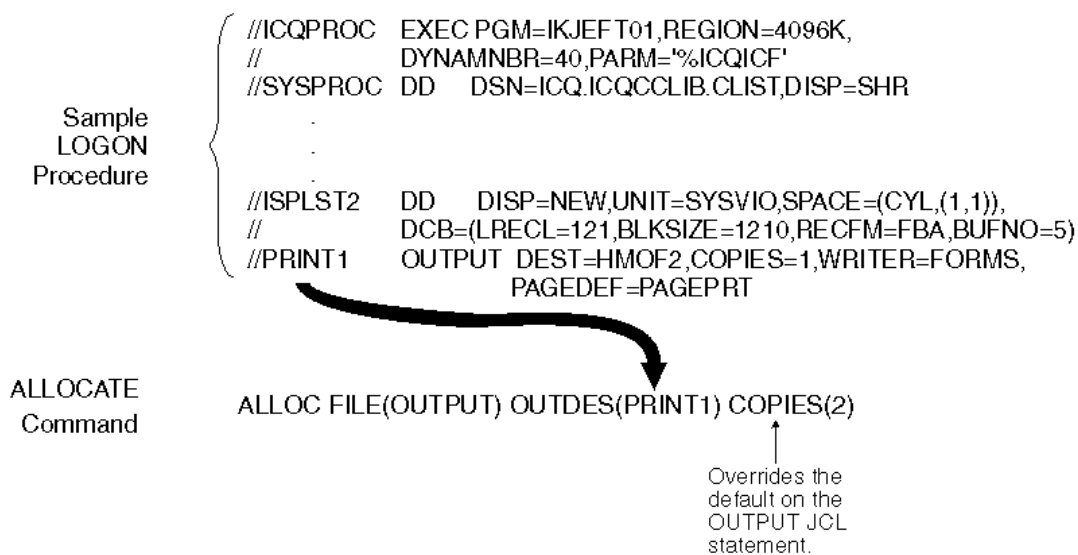 //ICQPROC EXEC PGM=IKJEFT01,REGION=4096K,
// DYNAMNBR=40,PARM='%ICQICF'
//SYSPROC DD DSN=ICQ.ICQCCLIB.CLIST,DISP=SHR
Sample
LOGON
Procedure
.
.
.
//ISPLST2 DD DISP=NEW,UNIT=SYSVIO,SPACE=(CYL,(1,1)),
// DCB=(LRECL=121,BLKSIZE=1210,RECFM=FBA,BUFNO=5)
//PRINT1 OUTPUT DEST=HMOF2,COPIES=1,WRITER=FORMS,
PAGEDEF=PAGEPRT
ALLOCATE
Command
ALLOC FILE(OUTPUT) OUTDES(PRINT1) COPIES(2)
Overrides the
default on the
OUTPUT JCL
statement.